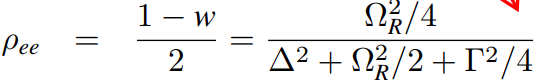 ρ_ee = (1 − w)/2 = (Ω_R^2/4)/(Δ^2 + Ω_R^2/2 + Γ^2/4)